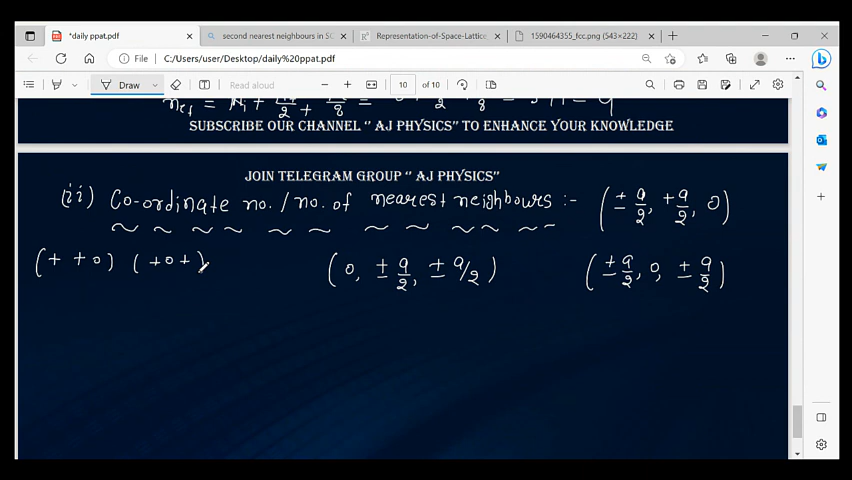 *daily ppat.pdf
second nearest neighbours in SC
Representation-of-Space-Lattice
1590464355_fcc.png (543×222)
File | C:/Users/user/Desktop/daily%20ppat.pdf
Draw
Read aloud
10 of 10
SUBSCRIBE OUR CHANNEL “ AJ PHYSICS” TO ENHANCE YOUR KNOWLEDGE
JOIN TELEGRAM GROUP “ AJ PHYSICS”
(ii) Co-ordinate no./no. of nearest neighbours :- (± a/2, + a/2, 0)
(+ + 0) (+ 0 +) (0, ± a/2, ± a/2) (± a/2, 0, ± a/2)